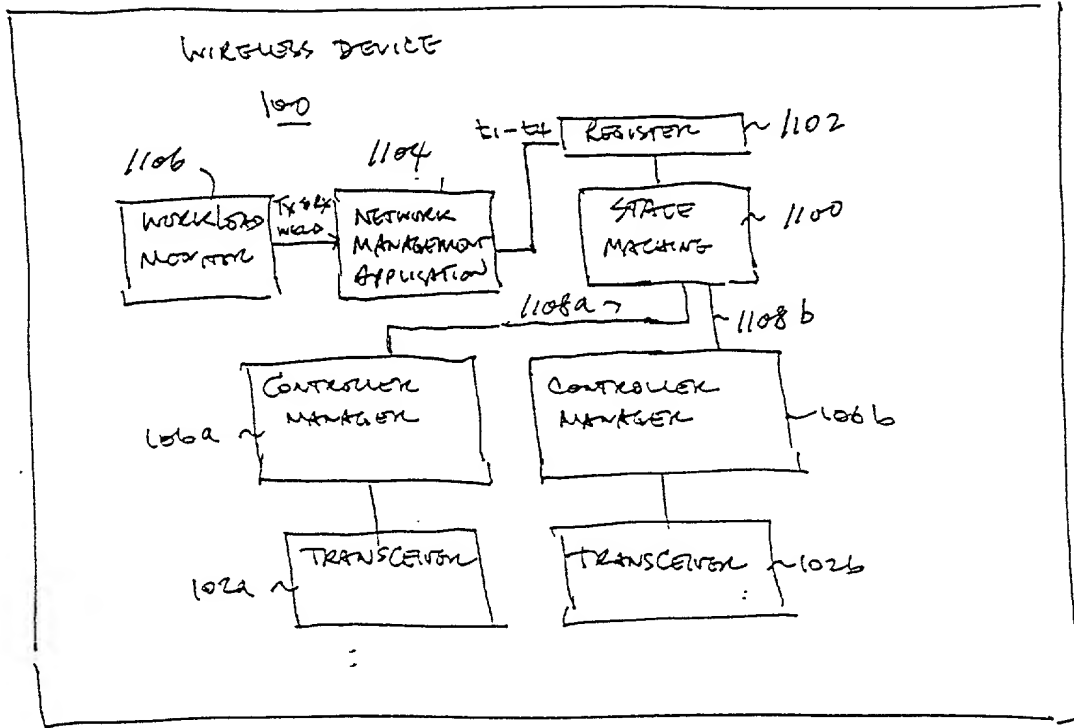 WIRELESS DEVICE
100
t1-t4
REGISTER
1102
1106
1104
WORKLOAD
MONITOR
Tx & Rx
NETWORK
MANAGEMENT
APPLICATION
STATE
MACHINE
1100
1108a
1108b
CONTROLLER
MANAGER
106a
CONTROLLER
MANAGER
106b
TRANSCEIVER
102a
TRANSCEIVER
102b